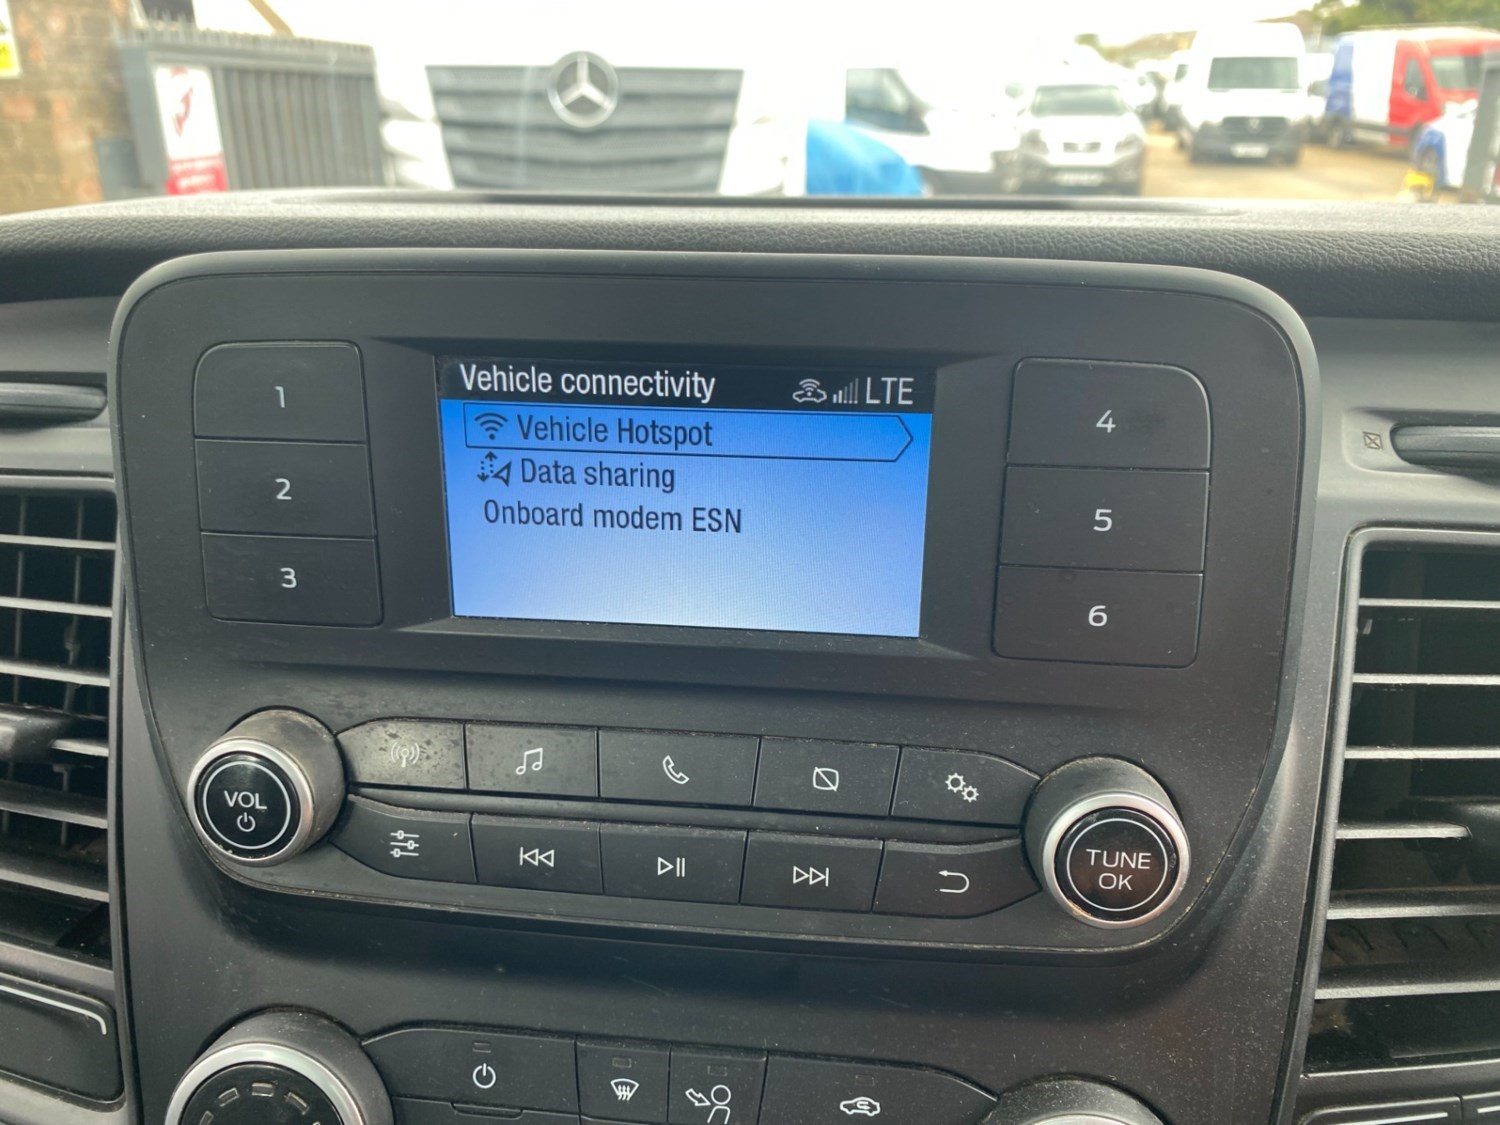 Vehicle connectivity LTE
Vehicle Hotspot
Data sharing
Onboard modem ESN
1
2
3
4
5
6
VOL
TUNE
OK